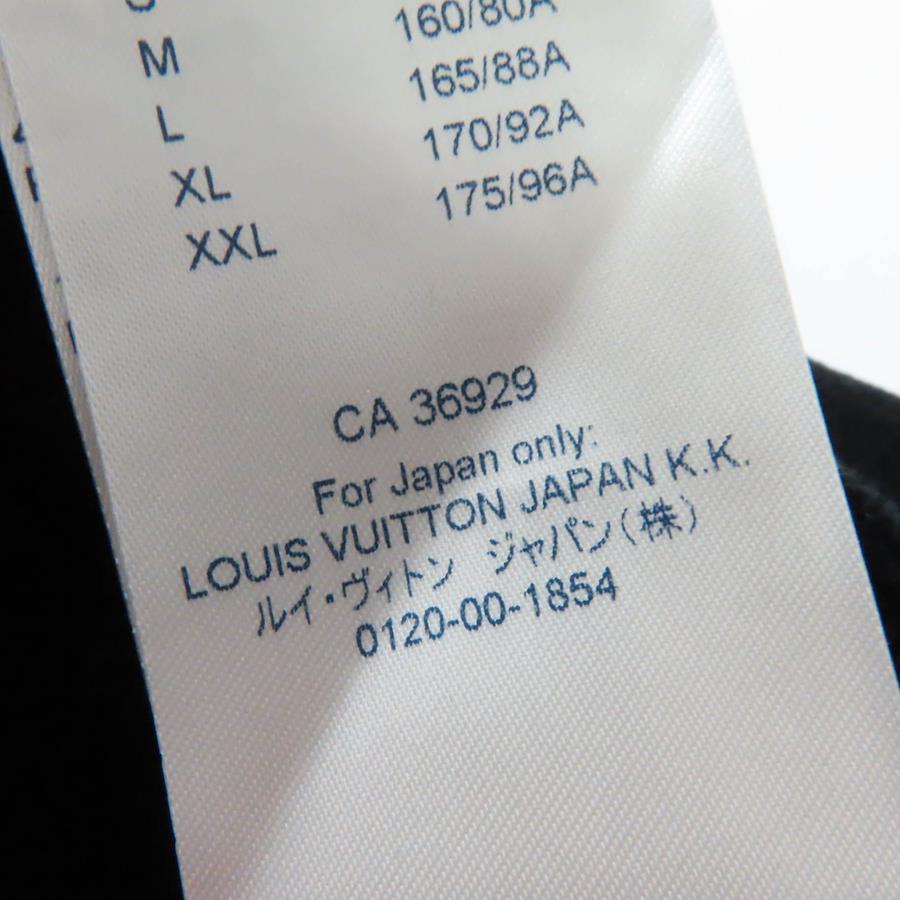 160/80A
M 165/88A
L 170/92A
XL 175/96A
XXL
CA 36929
For Japan only:
LOUIS VUITTON JAPAN K.K.
ルイ・ヴィトン ジャパン(株)
0120-00-1854